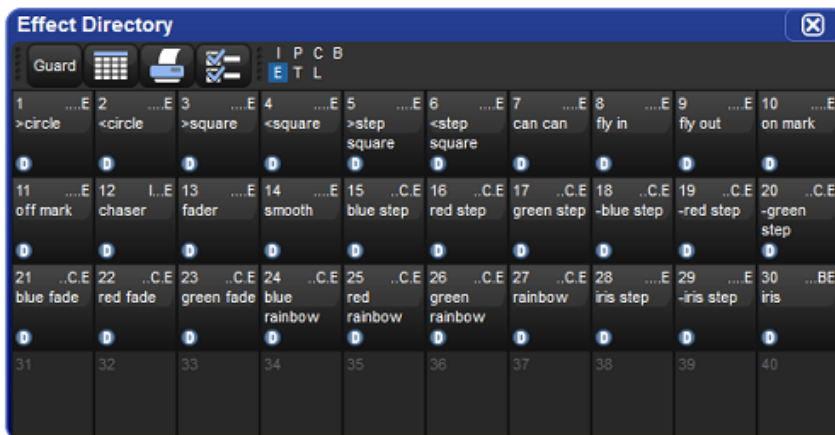 Effect Directory
Guard
I P C B
E T L
1 ....E 2 ....E 3 ....E 4 ....E 5 ....E 6 ....E 7 ....E 8 ....E 9 ....E 10 ....E
>circle <circle >square <square >step square <step square can can fly in fly out on mark
D D D D D D D D D D
11 ....E 12 I...E 13 ....E 14 ....E 15 ..C.E 16 ..C.E 17 ..C.E 18 ..C.E 19 ..C.E 20 ..C.E
off mark chaser fader smooth blue step red step green step -blue step -red step -green step
D D D D D D D D D D
21 ..C.E 22 ..C.E 23 ..C.E 24 ..C.E 25 ..C.E 26 ..C.E 27 ..C.E 28 ....E 29 ....E 30 ...BE
blue fade red fade green fade blue rainbow red rainbow green rainbow rainbow iris step -iris step iris
D D D D D D D D D D
31 32 33 34 35 36 37 38 39 40